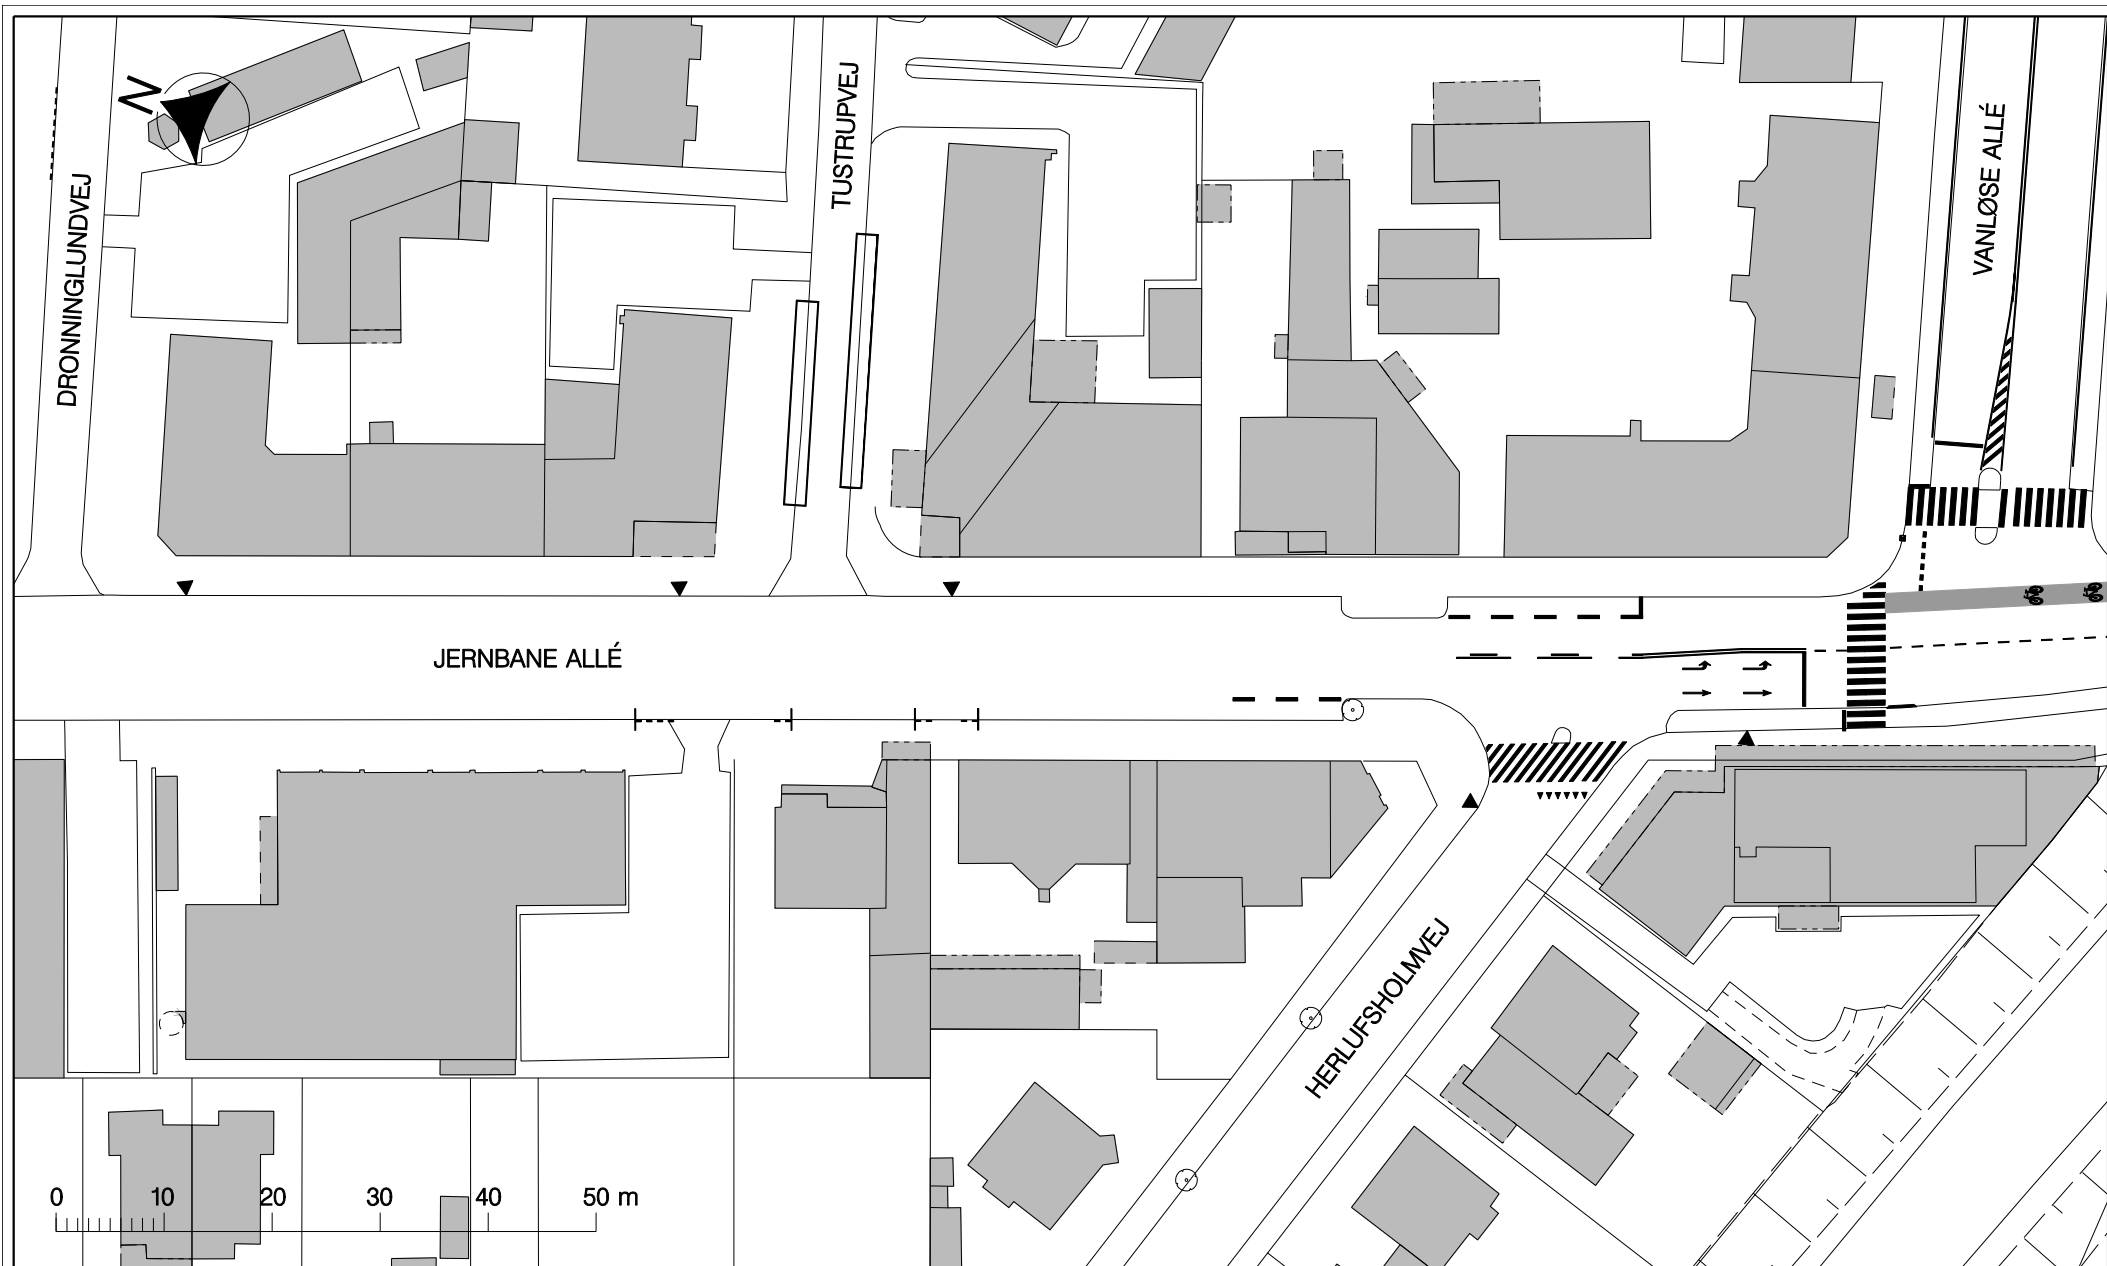 N
DRONNINGLUNDVEJ
TUSTRUPVEJ
VANLØSE ALLÉ
JERNBANE ALLÉ
HERLUFSHOLMVEJ
0 10 20 30 40 50 m